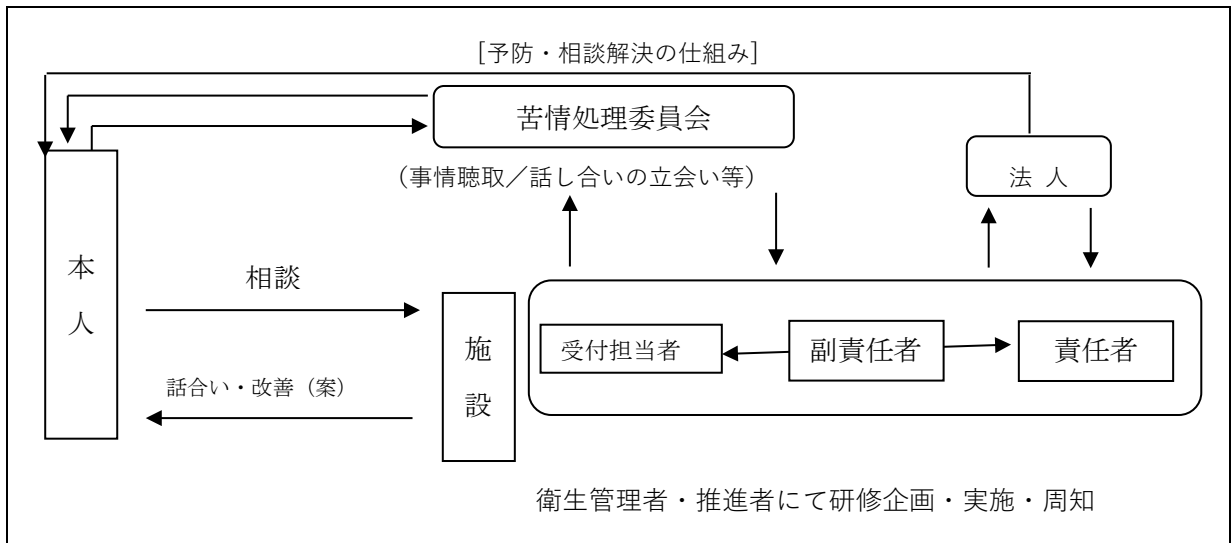 [予防・相談解決の仕組み]
苦情処理委員会
(事情聴取/話し合いの立会い等)
法 人
本人
相談
施設
受付担当者
副責任者
責任者
話合い・改善(案)
衛生管理者・推進者にて研修企画・実施・周知